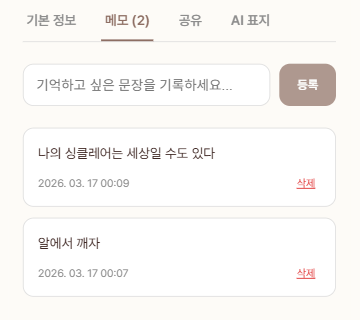 기본 정보 메모 (2) 공유 AI 표지
기억하고 싶은 문장을 기록하세요... 등록
나의 싱클레어는 세상일 수도 있다
2026. 03. 17 00:09 삭제
알에서 깨자
2026. 03. 17 00:07 삭제